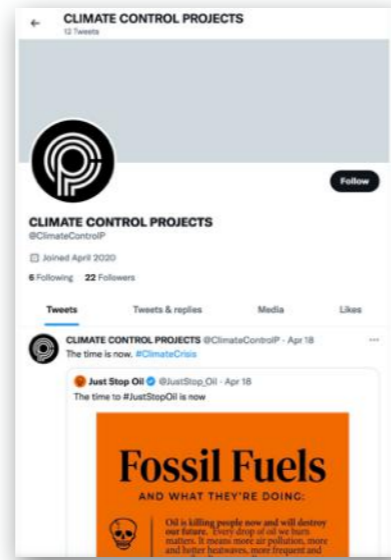 CLIMATE CONTROL PROJECTS
12 Tweets
Follow
CLIMATE CONTROL PROJECTS
@ClimateControlP
Joined April 2020
6 Following 22 Followers
Tweets Tweets & replies Media Likes
CLIMATE CONTROL PROJECTS @ClimateControlP · Apr 18
The time is now. #ClimateCrisis
Just Stop Oil @JustStop_Oil · Apr 18
The time to #JustStopOil is now
Fossil Fuels
AND WHAT THEY'RE DOING:
Oil is killing people now and will destroy
our future. Every drop of oil we burn
matters. It means more air pollution, more
and hotter heatwaves, more frequent and